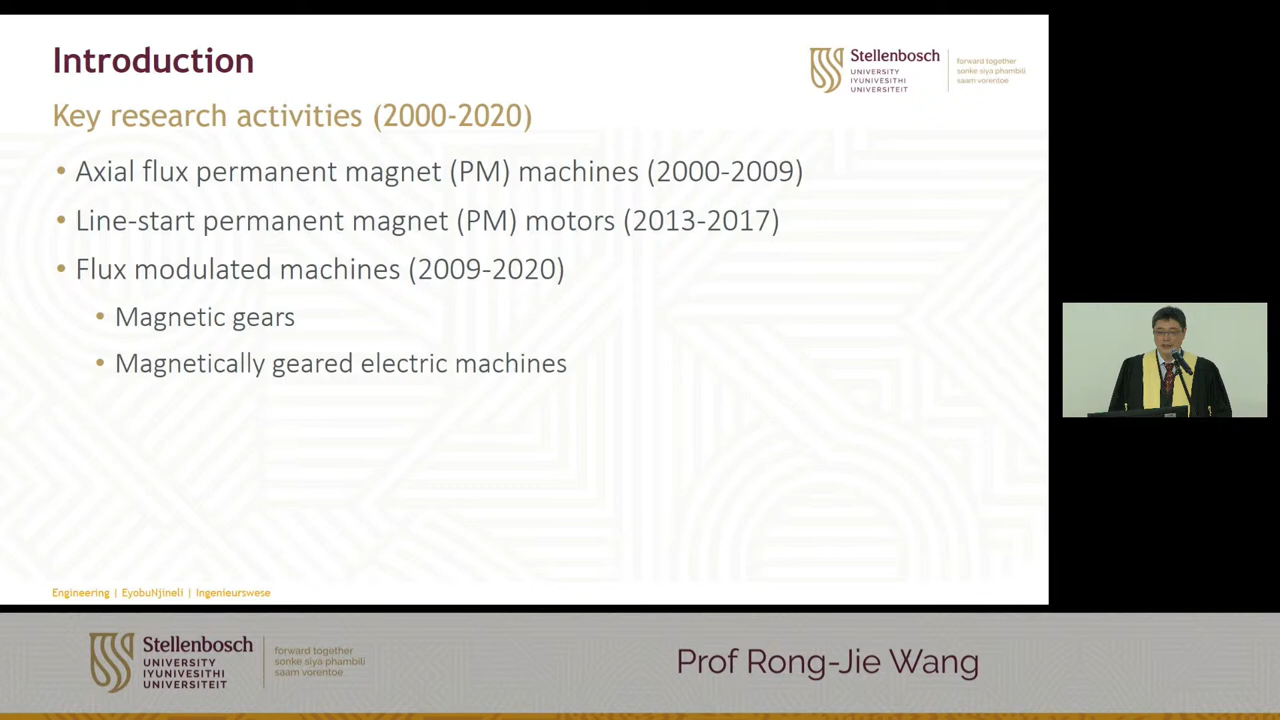 Introduction
Stellenbosch
UNIVERSITY
IYUNIVESITHI
UNIVERSITEIT
forward together
sonke siya phambili
saam vorentoe
Key research activities (2000-2020)
• Axial flux permanent magnet (PM) machines (2000-2009)
• Line-start permanent magnet (PM) motors (2013-2017)
• Flux modulated machines (2009-2020)
• Magnetic gears
• Magnetically geared electric machines
Engineering | EyobuNjineli | Ingenieurswese
Stellenbosch
UNIVERSITY
IYUNIVESITHI
UNIVERSITEIT
forward together
sonke siya phambili
saam vorentoe
Prof Rong-Jie Wang